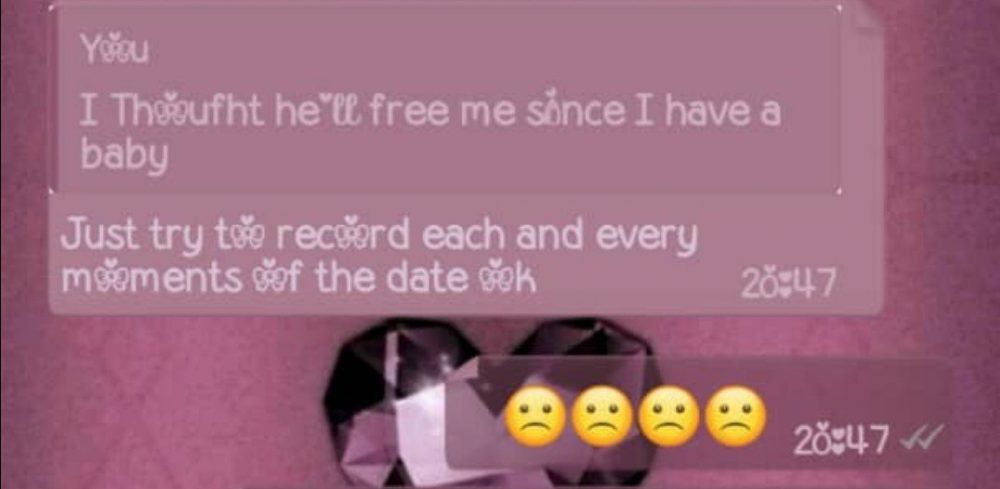 You
I Thoufht he'll free me since I have a
baby
Just try to record each and every
moments of the date ok
20:47
😕😕😕😕
20:47